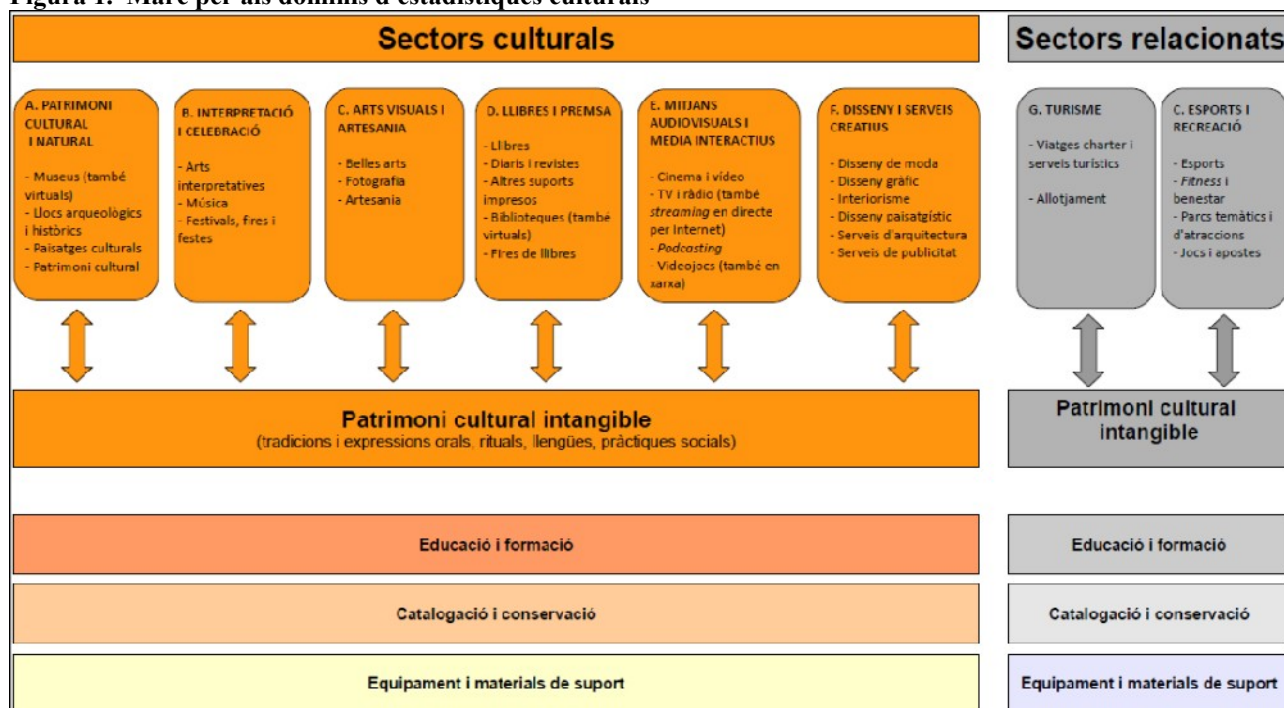 Figura 1. Marc per als dominis d'estadístiques culturals
Sectors culturals
Sectors relacionats
A. PATRIMONI
CULTURAL
I NATURAL
- Museus (també
virtuals)
- Llocs arqueològics
i històrics
- Paisatges culturals
- Patrimoni cultural
B. INTERPRETACIÓ
I CELEBRACIÓ
- Arts
interpretatives
- Música
- Festivals, fires i
festes
C. ARTS VISUALS I
ARTESANIA
- Belles arts
- Fotografia
- Artesania
D. LLIBRES I PREMSA
- Llibres
- Diaris i revistes
- Altres suports
impresos
- Biblioteques (també
virtuals)
- Fires de llibres
E. MITJANS
AUDIOVISUALS I
MEDIA INTERACTIUS
- Cinema i vídeo
- TV i ràdio (també
streaming en directe
per Internet)
- Podcasting
- Videojocs (també en
xarxa)
F. DISSENY I SERVEIS
CREATIUS
- Disseny de moda
- Disseny gràfic
- Interiorisme
- Disseny paisatgístic
- Serveis d'arquitectura
- Serveis de publicitat
G. TURISME
- Viatges charter i
serveis turístics
- Allotjament
C. ESPORTS I
RECREACIÓ
- Esports
- Fitness i
benestar
- Parcs temàtics i
d'atraccions
- Jocs i apostes
Patrimoni cultural intangible
(tradicions i expressions orals, rituals, llengües, pràctiques socials)
Patrimoni cultural
intangible
Educació i formació
Educació i formació
Catalogació i conservació
Catalogació i conservació
Equipament i materials de suport
Equipament i materials de suport